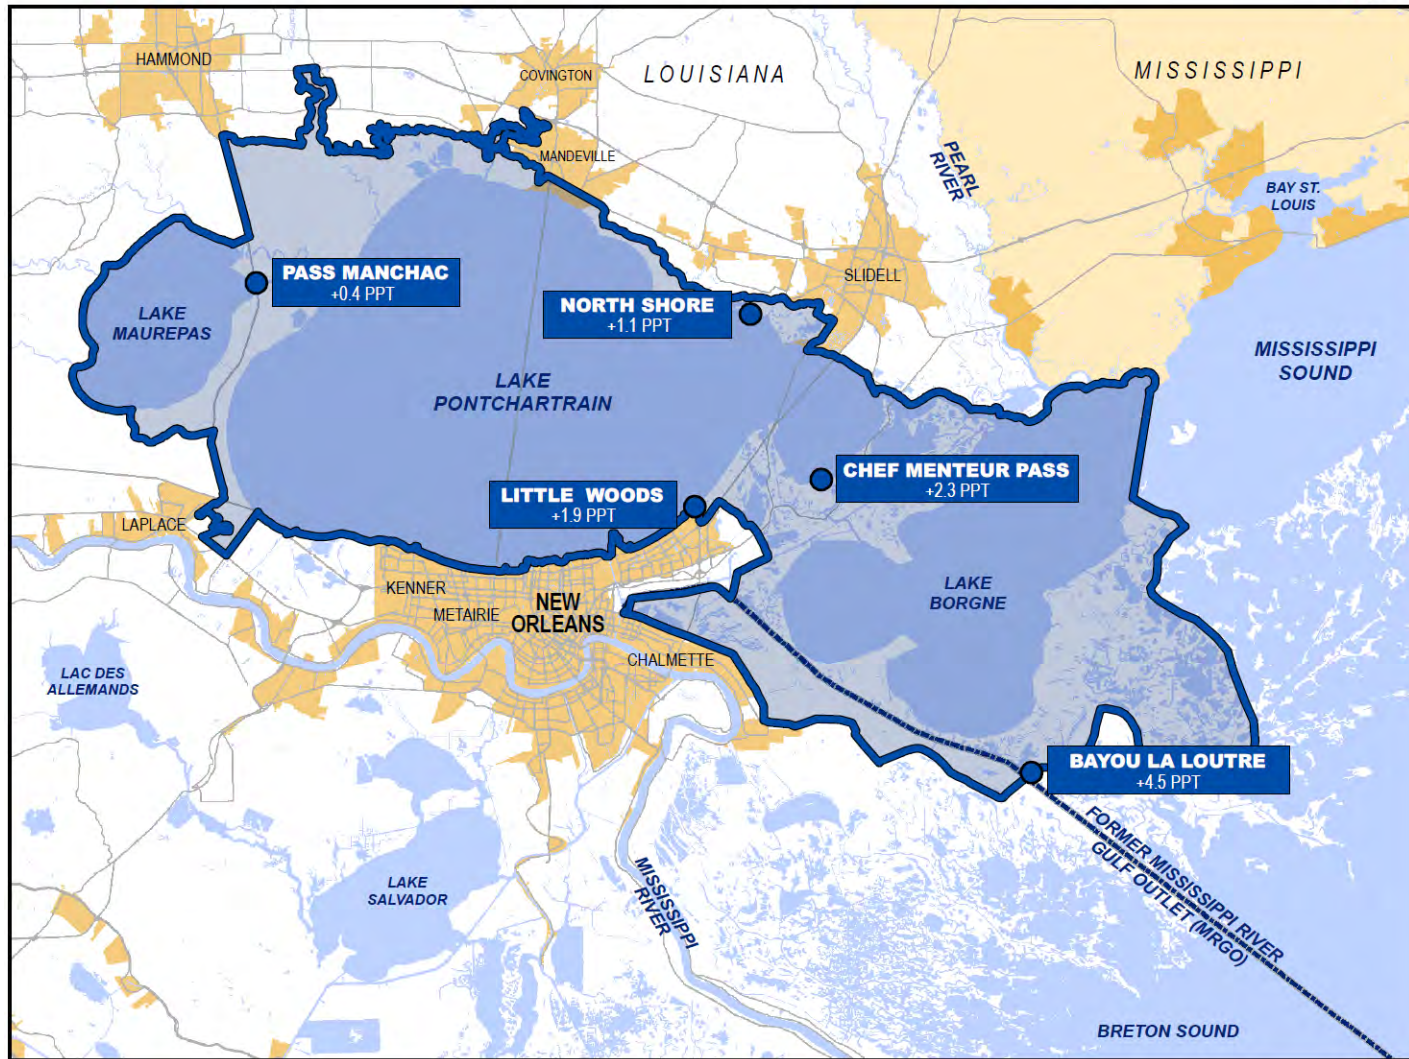 HAMMOND
COVINGTON
LOUISIANA
MISSISSIPPI
MANDEVILLE
PEARL
RIVER
BAY ST.
LOUIS
PASS MANCHAC
+0.4 PPT
SLIDELL
NORTH SHORE
+1.1 PPT
LAKE
MAUREPAS
MISSISSIPPI
SOUND
LAKE
PONTCHARTRAIN
CHEF MENTEUR PASS
+2.3 PPT
LITTLE WOODS
+1.9 PPT
LAPLACE
KENNER
METAIRIE
NEW
ORLEANS
LAKE
BORGNE
CHALMETTE
LAC DES
ALLEMANDS
BAYOU LA LOUTRE
+4.5 PPT
FORMER MISSISSIPPI RIVER
GULF OUTLET (MRGO)
LAKE
SALVADOR
MISSISSIPPI
RIVER
BRETON SOUND